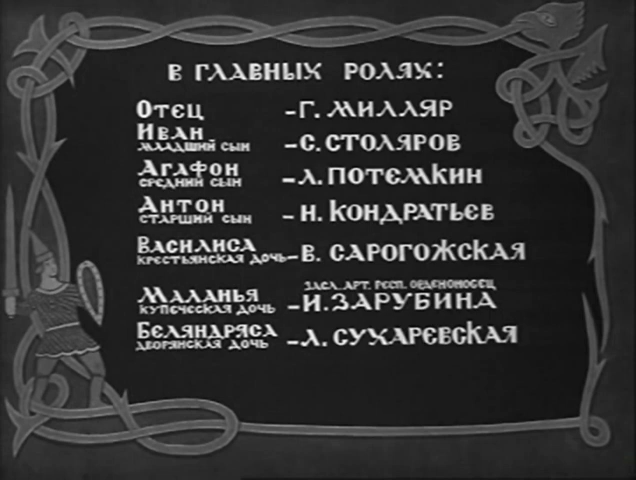 В ГЛАВНЫХ РОЛЯХ:
ОТЕЦ – Г. МИЛЛЯР
ИВАН – С. СТОЛЯРОВ
МЛАДШИЙ СЫН
АГАФОН – Л. ПОТЕМКИН
СРЕДНИЙ СЫН
АНТОН – Н. КОНДРАТЬЕВ
СТАРШИЙ СЫН
ВАСИЛИСА – В. САРОГОЖСКАЯ
КРЕСТЬЯНСКАЯ ДОЧЬ
ЗАСЛ. АРТ. РЕСП. ОРДЕНОНОСЕЦ
МАЛАНЬЯ – И. ЗАРУБИНА
КУПЕЧЕСКАЯ ДОЧЬ
БЕЛЯНДРЯСА – Л. СУХАРЕВСКАЯ
ДВОРЯНСКАЯ ДОЧЬ